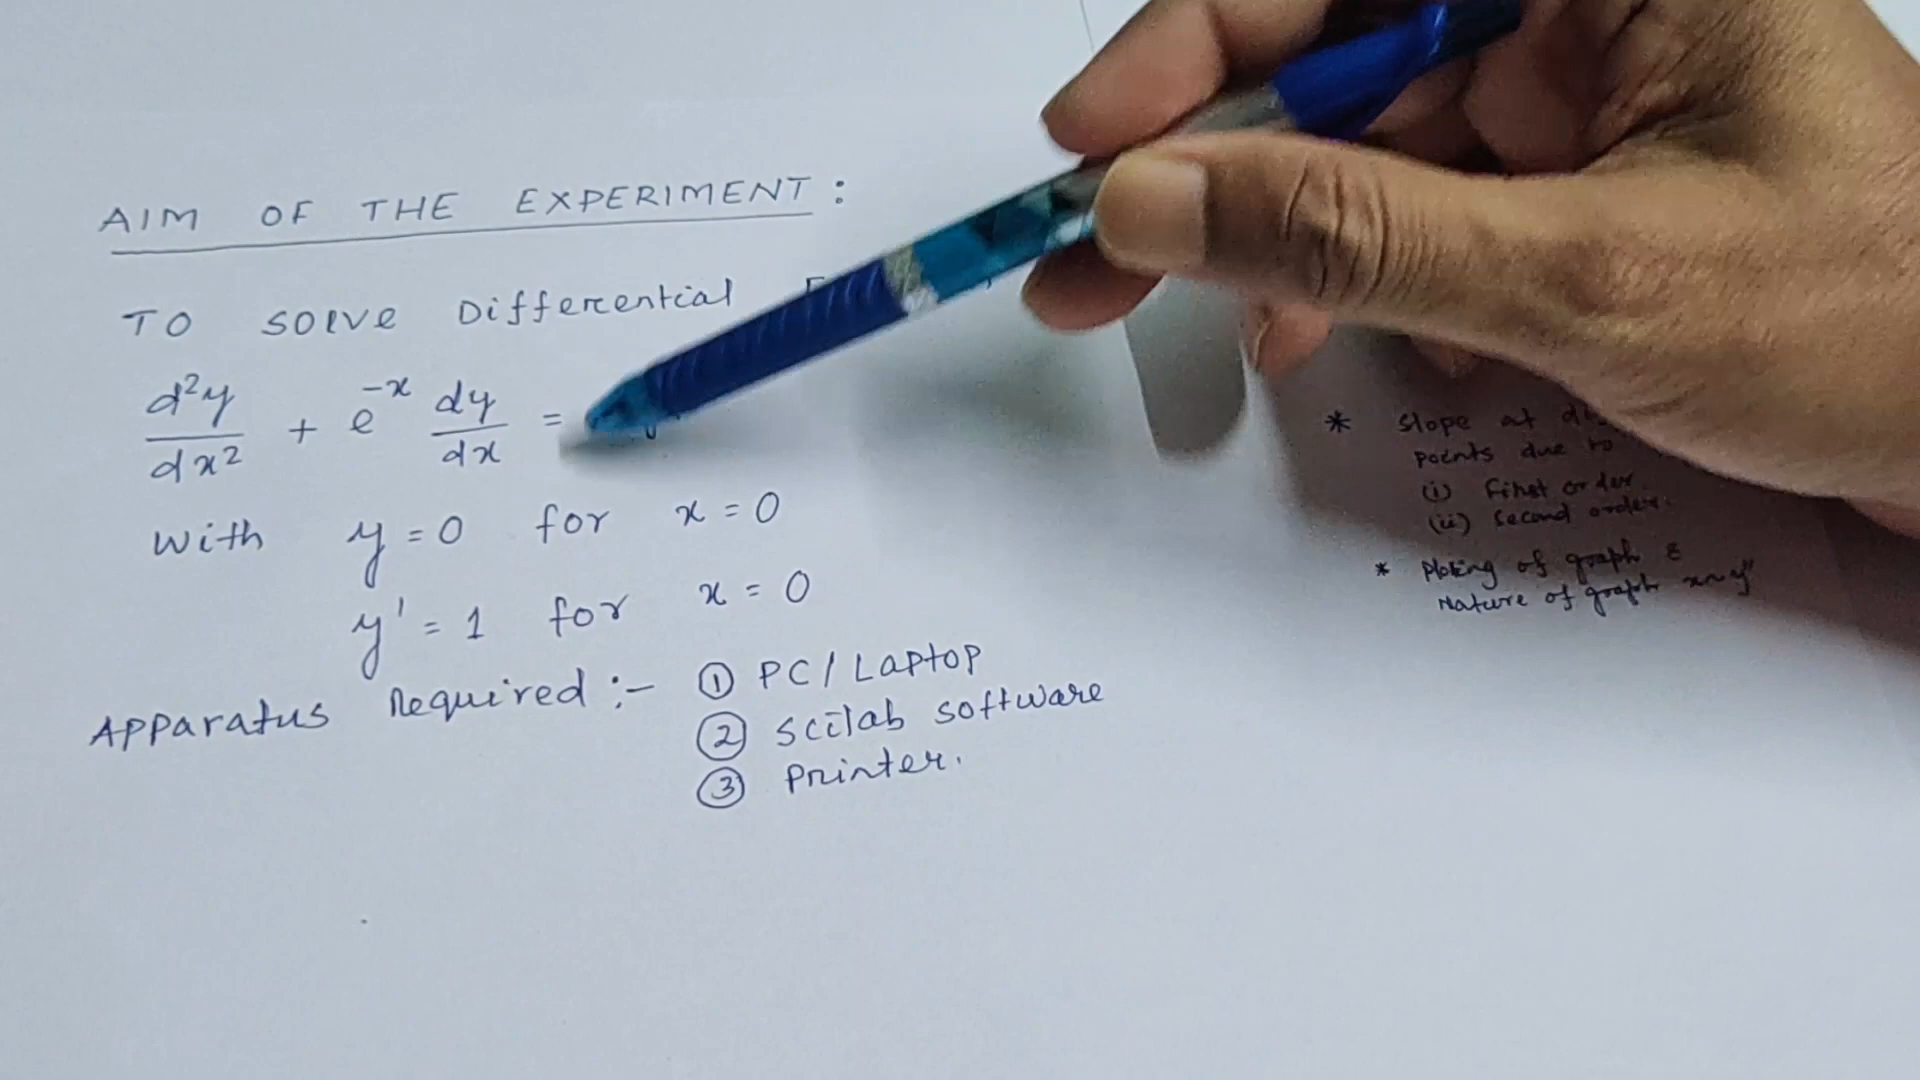 AIM OF THE EXPERIMENT :
TO SOLVE Differential
d²y/dx² + e^-x dy/dx =
With y = 0 for x = 0
y' = 1 for x = 0
Apparatus Required :- ① PC / Laptop
② Scilab software
③ Printer.
* Slope at
points due to
(i) First order
(ii) Second order.
* Ploting of graph &
Nature of graph